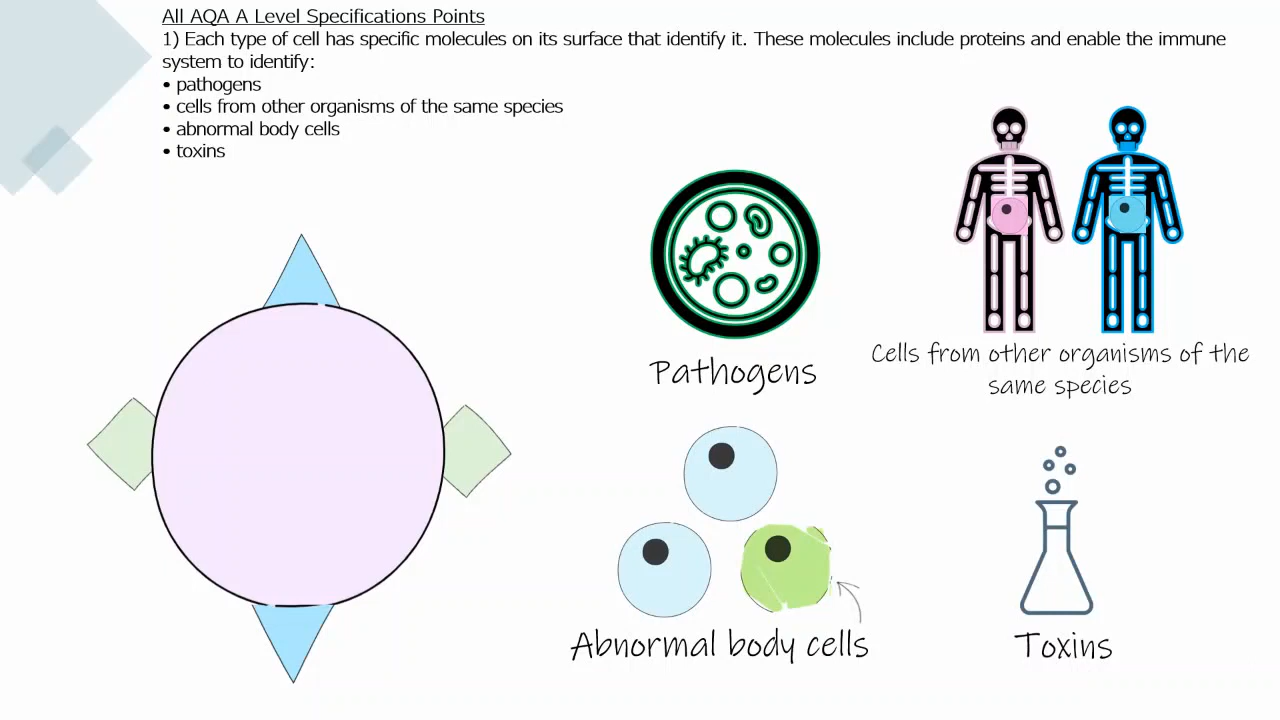 All AQA A Level Specifications Points
1) Each type of cell has specific molecules on its surface that identify it. These molecules include proteins and enable the immune
system to identify:
• pathogens
• cells from other organisms of the same species
• abnormal body cells
• toxins
Pathogens
Cells from other organisms of the
same species
Abnormal body cells
Toxins